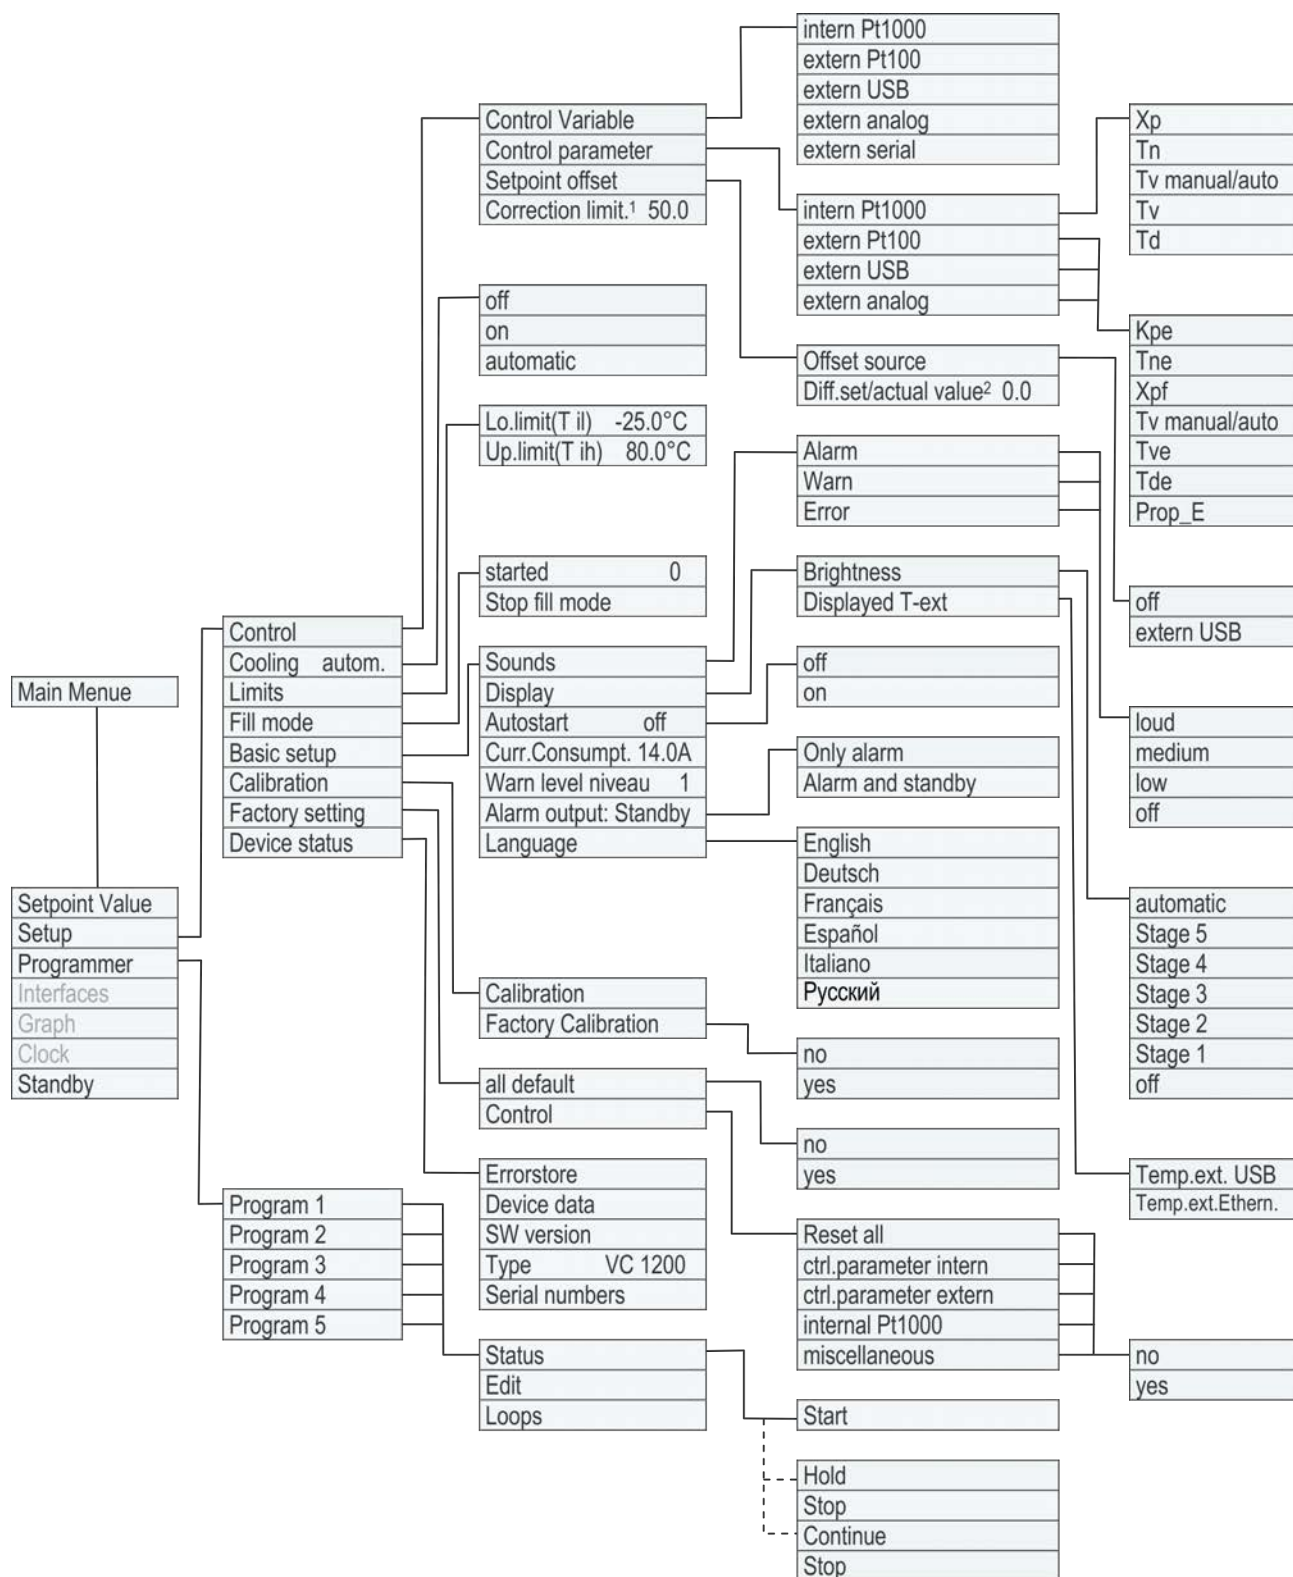 Main Menue
Setpoint Value
Setup
Programmer
Interfaces
Graph
Clock
Standby
Control
Cooling autom.
Limits
Fill mode
Basic setup
Calibration
Factory setting
Device status
Program 1
Program 2
Program 3
Program 4
Program 5
Control Variable
Control parameter
Setpoint offset
Correction limit.¹ 50.0
off
on
automatic
Lo.limit(T il) -25.0°C
Up.limit(T ih) 80.0°C
started 0
Stop fill mode
Sounds
Display
Autostart off
Curr.Consumpt. 14.0A
Warn level niveau 1
Alarm output: Standby
Language
Calibration
Factory Calibration
all default
Control
Errorstore
Device data
SW version
Type VC 1200
Serial numbers
Status
Edit
Loops
intern Pt1000
extern Pt100
extern USB
extern analog
extern serial
intern Pt1000
extern Pt100
extern USB
extern analog
Offset source
Diff.set/actual value² 0.0
Alarm
Warn
Error
Brightness
Displayed T-ext
off
on
Only alarm
Alarm and standby
English
Deutsch
Français
Español
Italiano
Русский
no
yes
no
yes
Reset all
ctrl.parameter intern
ctrl.parameter extern
internal Pt1000
miscellaneous
Start
Hold
Stop
Continue
Stop
Xp
Tn
Tv manual/auto
Tv
Td
Kpe
Tne
Xpf
Tv manual/auto
Tve
Tde
Prop_E
off
extern USB
loud
medium
low
off
automatic
Stage 5
Stage 4
Stage 3
Stage 2
Stage 1
off
Temp.ext. USB
Temp.ext.Ethern.
no
yes